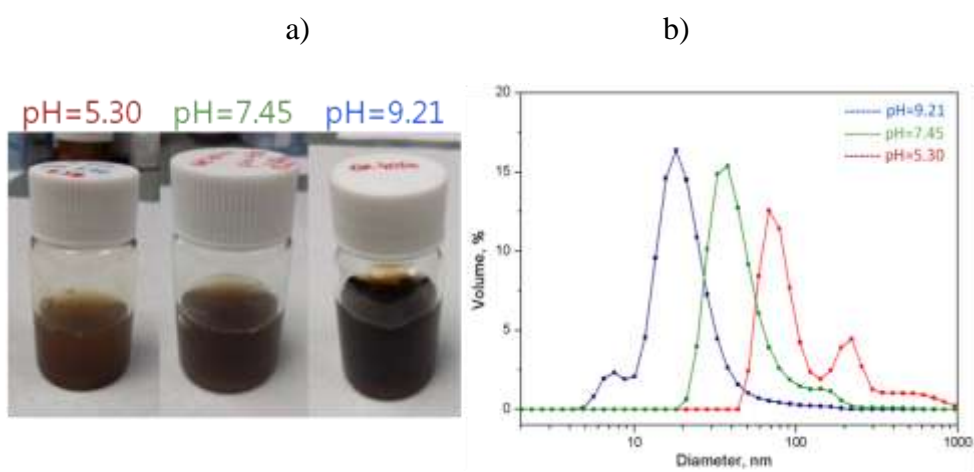 a)
b)
pH=5.30 pH=7.45 pH=9.21
20
15
10
5
0
Volume, %
pH=9.21
pH=7.45
pH=5.30
10 100 1000
Diameter, nm